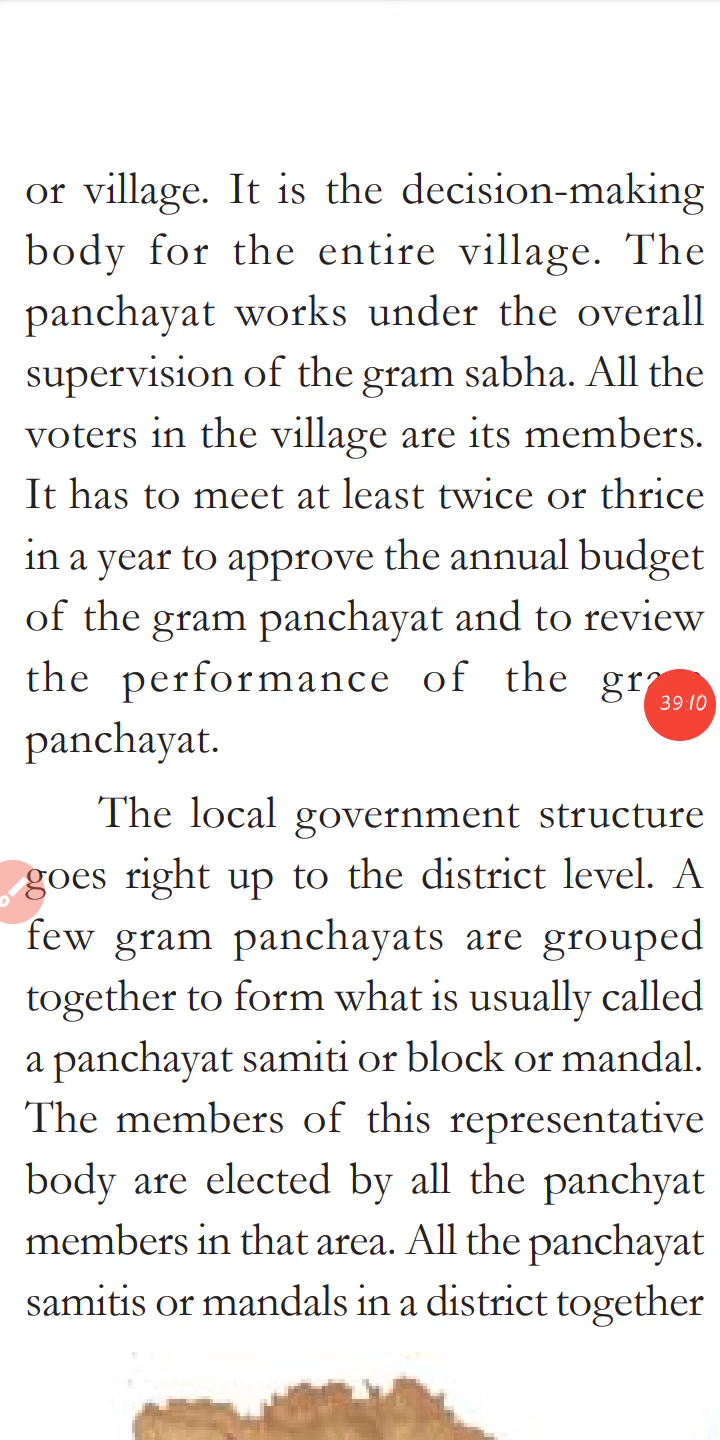 or village. It is the decision-making
body for the entire village. The
panchayat works under the overall
supervision of the gram sabha. All the
voters in the village are its members.
It has to meet at least twice or thrice
in a year to approve the annual budget
of the gram panchayat and to review
the performance of the
39:10
panchayat.
The local government structure
goes right up to the district level. A
few gram panchayats are grouped
together to form what is usually called
a panchayat samiti or block or mandal.
The members of this representative
body are elected by all the panchyat
members in that area. All the panchayat
samitis or mandals in a district together